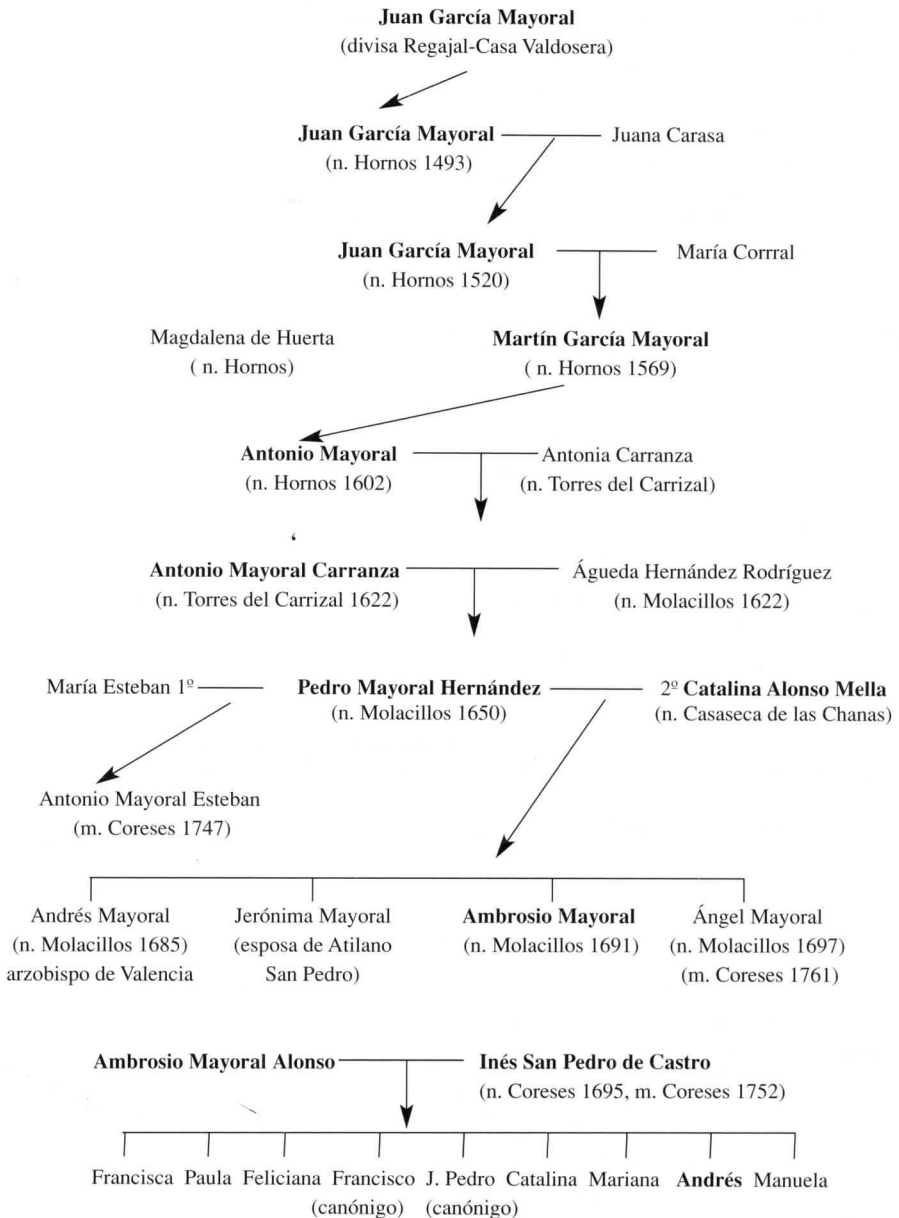 Juan García Mayoral
(divisa Regajal-Casa Valdosera)
Juan García Mayoral Juana Carasa
(n. Hornos 1493)
Juan García Mayoral María Corrral
(n. Hornos 1520)
Magdalena de Huerta Martín García Mayoral
( n. Hornos) ( n. Hornos 1569)
Antonio Mayoral Antonia Carranza
(n. Hornos 1602) (n. Torres del Carrizal)
Antonio Mayoral Carranza Águeda Hernández Rodríguez
(n. Torres del Carrizal 1622) (n. Molacillos 1622)
María Esteban 1º Pedro Mayoral Hernández 2º Catalina Alonso Mella
(n. Molacillos 1650) (n. Casaseca de las Chanas)
Antonio Mayoral Esteban
(m. Coreses 1747)
Andrés Mayoral Jerónima Mayoral Ambrosio Mayoral Ángel Mayoral
(n. Molacillos 1685) (esposa de Atilano (n. Molacillos 1691) (n. Molacillos 1697)
arzobispo de Valencia San Pedro) (m. Coreses 1761)
Ambrosio Mayoral Alonso Inés San Pedro de Castro
(n. Coreses 1695, m. Coreses 1752)
Francisca Paula Feliciana Francisco J. Pedro Catalina Mariana Andrés Manuela
(canónigo) (canónigo)